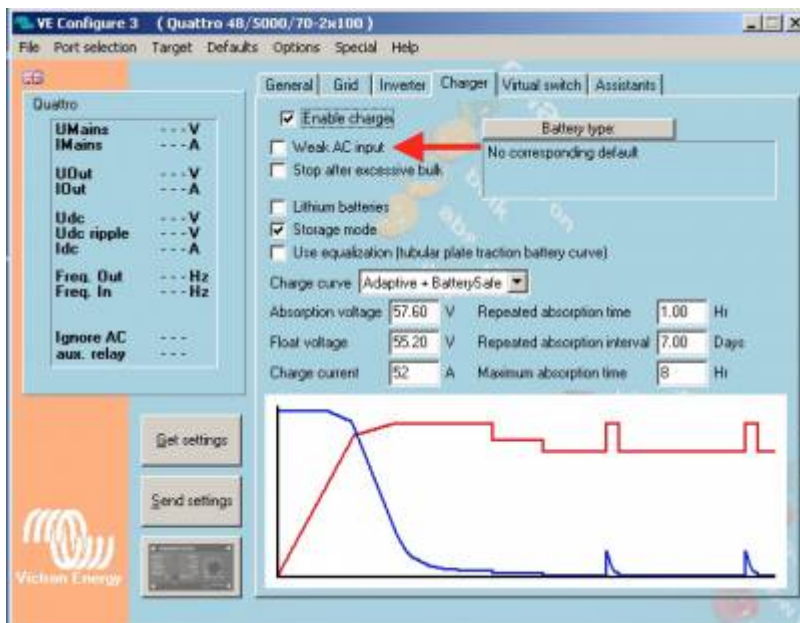 VE Configure 3 ( Quattro 48/5000/70-2x100 )
File Port selection Target Defaults Options Special Help
Quattro
UMains - - - V
IMains - - - A
UOut - - - V
IOut - - - A
Udc - - - V
Udc ripple - - - V
Idc - - - A
Freq. Out - - - Hz
Freq. In - - - Hz
Ignore AC - - -
aux. relay - - -
Get settings
Send settings
Victron Energy
General Grid Inverter Charger Virtual switch Assistants
Enable charger
Weak AC input
Stop after excessive bulk
Battery type:
No corresponding default
Lithium batteries
Storage mode
Use equalization (tubular plate traction battery curve)
Charge curve Adaptive + BatterySafe
Absorption voltage 57.60 V Repeated absorption time 1.00 Hr
Float voltage 55.20 V Repeated absorption interval 7.00 Days
Charge current 52 A Maximum absorption time 8 Hr